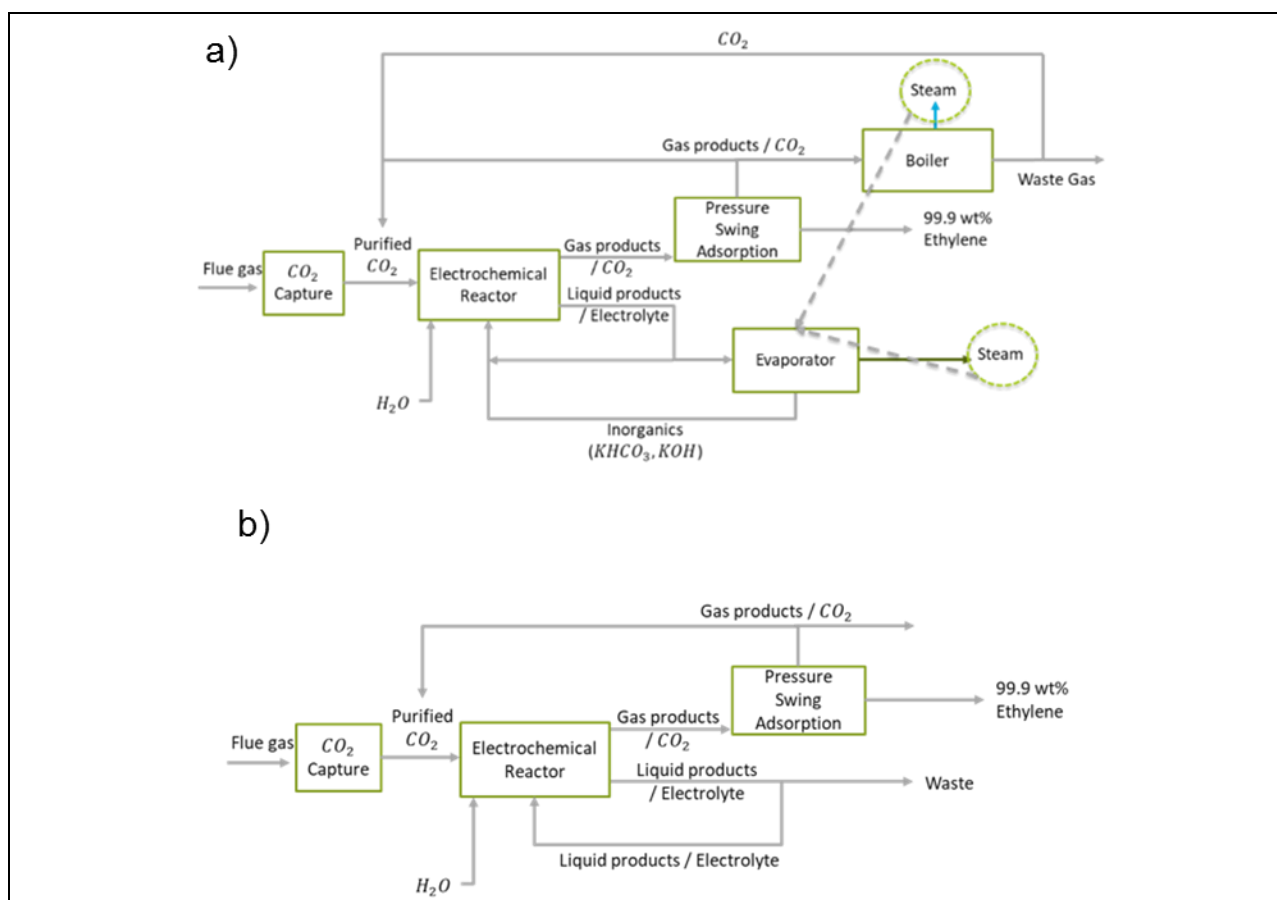 a)
CO₂
Steam
Gas products / CO₂
Boiler
Waste Gas
Pressure
Swing
Adsorption
99.9 wt%
Ethylene
Purified
CO₂
Gas products
/ CO₂
Flue gas
CO₂
Capture
Electrochemical
Reactor
Liquid products
/ Electrolyte
Evaporator
Steam
H₂O
Inorganics
(KHCO₃, KOH)
b)
Gas products / CO₂
Pressure
Swing
Adsorption
99.9 wt%
Ethylene
Purified
CO₂
Gas products
/ CO₂
Flue gas
CO₂
Capture
Electrochemical
Reactor
Liquid products
/ Electrolyte
Waste
Liquid products / Electrolyte
H₂O